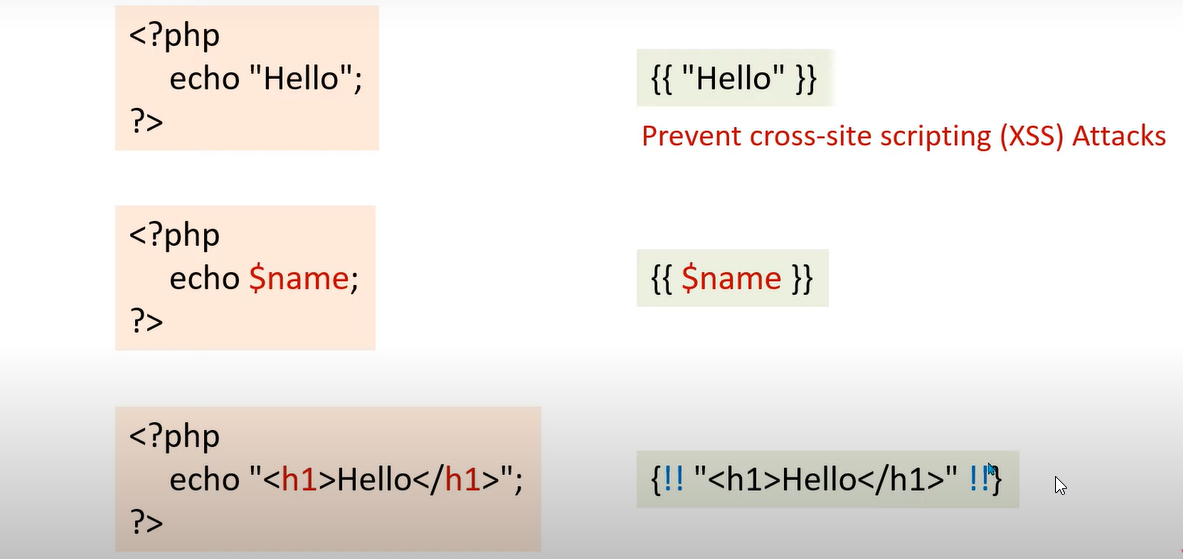 <?php
echo "Hello";
?>
{{ "Hello" }}
Prevent cross-site scripting (XSS) Attacks
<?php
echo $name;
?>
{{ $name }}
<?php
echo "<h1>Hello</h1>";
?>
{!! "<h1>Hello</h1>" !!}